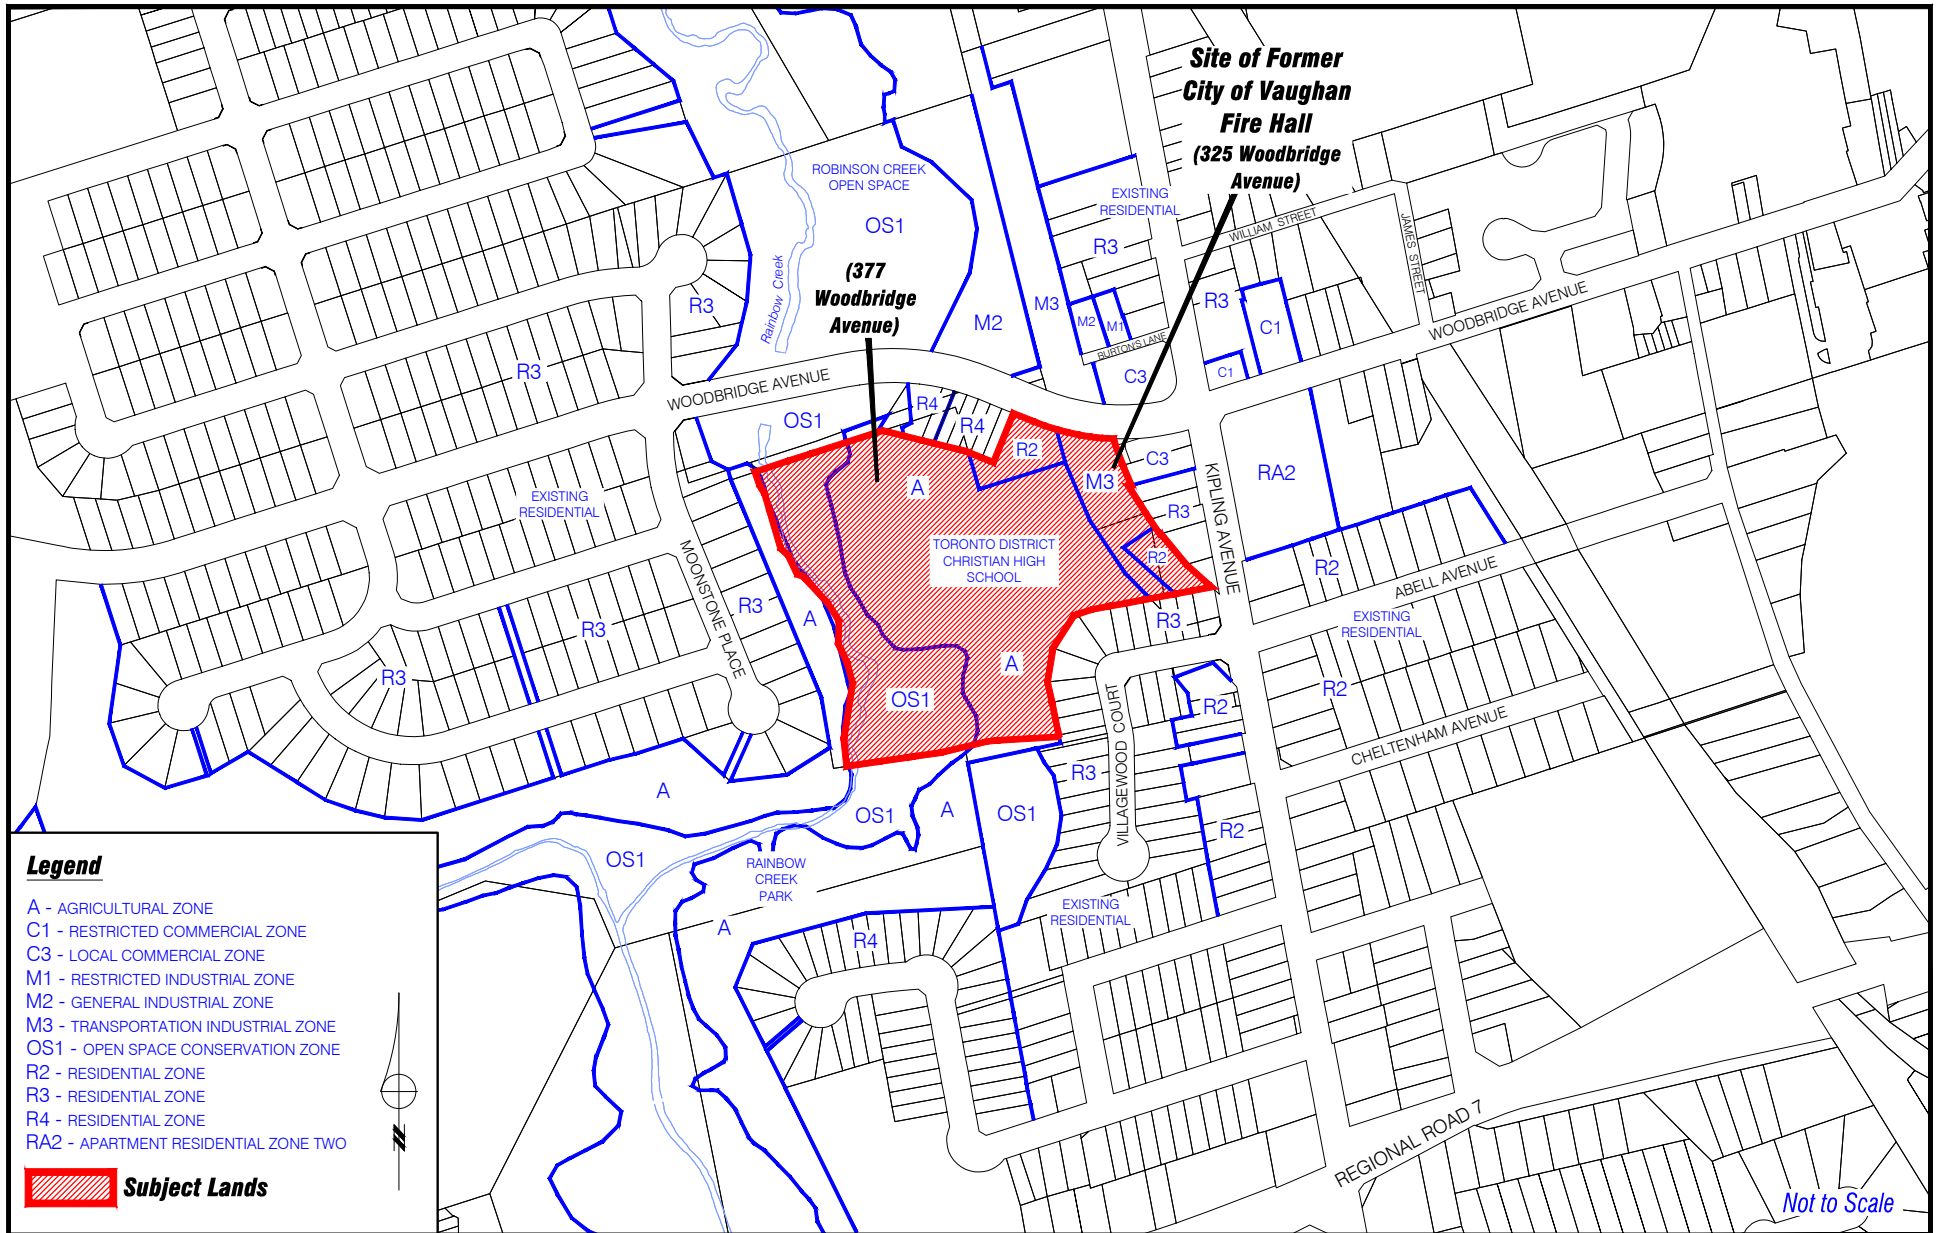 Site of Former
City of Vaughan
Fire Hall
(325 Woodbridge
Avenue)
ROBINSON CREEK
OPEN SPACE
OS1
EXISTING
RESIDENTIAL
R3
WILLIAM STREET
JAMES STREET
(377
Woodbridge
Avenue)
Rainbow Creek
R3
M2
M3
M2
M1
BURTON'S LANE
R3
C1
C1
C3
WOODBRIDGE AVENUE
WOODBRIDGE AVENUE
R3
OS1
R4
R4
R2
C3
M3
A
KIPLING AVENUE
RA2
EXISTING
RESIDENTIAL
R3
R2
TORONTO DISTRICT
CHRISTIAN HIGH
SCHOOL
MOONSTONE PLACE
R3
A
R3
R2
ABELL AVENUE
EXISTING
RESIDENTIAL
R3
R3
A
OS1
R2
R2
VILLAGEWOOD COURT
CHELTENHAM AVENUE
A
R3
OS1
A
OS1
R2
OS1
RAINBOW
CREEK
PARK
A
R4
EXISTING
RESIDENTIAL
REGIONAL ROAD 7
Legend
A - AGRICULTURAL ZONE
C1 - RESTRICTED COMMERCIAL ZONE
C3 - LOCAL COMMERCIAL ZONE
M1 - RESTRICTED INDUSTRIAL ZONE
M2 - GENERAL INDUSTRIAL ZONE
M3 - TRANSPORTATION INDUSTRIAL ZONE
OS1 - OPEN SPACE CONSERVATION ZONE
R2 - RESIDENTIAL ZONE
R3 - RESIDENTIAL ZONE
R4 - RESIDENTIAL ZONE
RA2 - APARTMENT RESIDENTIAL ZONE TWO
N
Subject Lands
Not to Scale